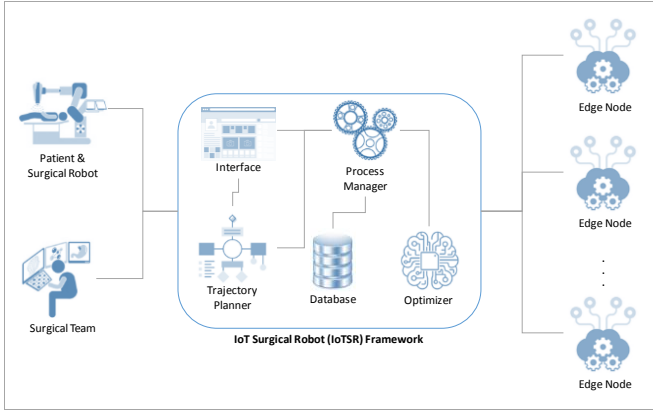 Patient &
Surgical Robot
Surgical Team
Interface
Process
Manager
Trajectory
Planner
Database
Optimizer
IoT Surgical Robot (IoTSR) Framework
Edge Node
Edge Node
.
.
.
Edge Node